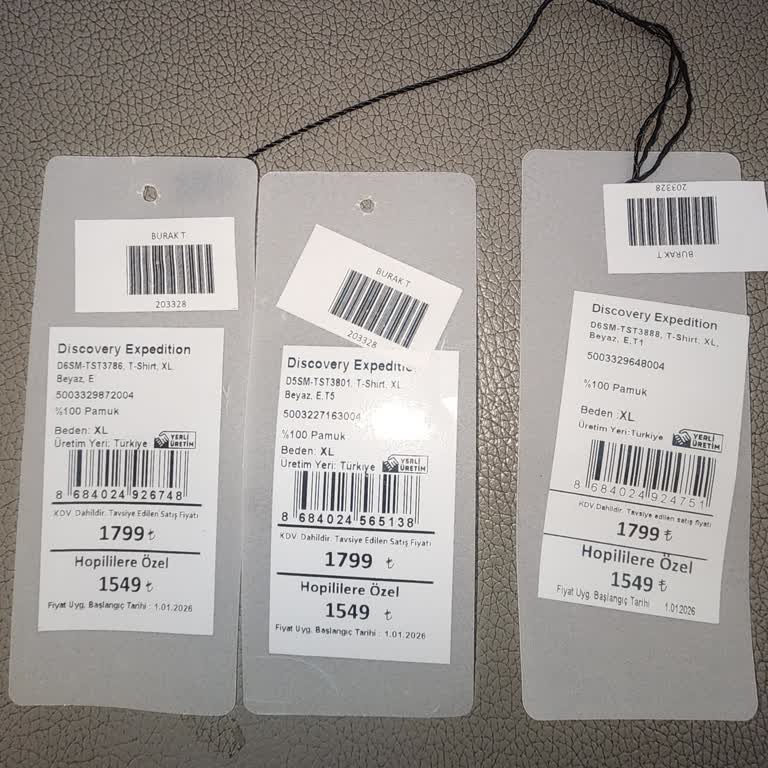 BURAK T
203328
Discovery Expedition
D6SM-TST3786, T-Shirt, XL
Beyaz, E
5003329872004
%100 Pamuk
Beden: XL
Üretim Yeri: Türkiye
YERLİ
ÜRETİM
8 684024 926748
KDV. Dahildir. Tavsiye Edilen Satış Fiyatı
1799 ₺
Hopililere Özel
1549 ₺
Fiyat Uyg. Başlangıç Tarihi : 1.01.2026
BURAK T
203328
Discovery Expedition
D5SM-TST3801, T-Shirt, XL
Beyaz, E.T5
5003227163004
%100 Pamuk
Beden: XL
Üretim Yeri: Türkiye
YERLİ
ÜRETİM
8 684024 565138
KDV. Dahildir. Tavsiye Edilen Satış Fiyatı
1799 ₺
Hopililere Özel
1549 ₺
Fiyat Uyg. Başlangıç Tarihi : 1.01.2026
203328
BURAK T
Discovery Expedition
D6SM-TST3888, T-Shirt, XL,
Beyaz, E.T1
5003329648004
%100 Pamuk
Beden: XL
Üretim Yeri: Türkiye
YERLİ
ÜRETİM
8 684024 924751
KDV. Dahildir. Tavsiye edilen satış fiyatı
1799 ₺
Hopililere Özel
1549 ₺
Fiyat Uyg. Başlangıç Tarihi 1.01.2026